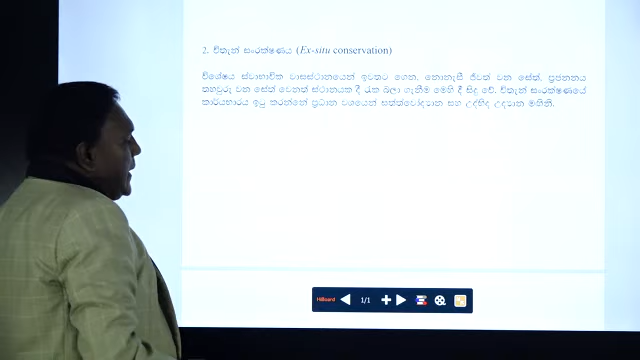 2. විතැන් සංරක්ෂණය (Ex-situ conservation)
විශේෂය ස්වාභාවික වාසස්ථානයෙන් ඉවතට ගෙන, නොනැසී ජීවත් වන සේත්, ප්‍රජනනය
තහවුරු වන සේත් වෙනත් ස්ථානයක දී රැක බලා ගැනීම මෙහි දී සිදු වේ. විතැන් සංරක්ෂණයේ
කාර්යභාරය ඉටු කරන්නේ ප්‍රධාන වශයෙන් සත්ත්වෝද්‍යාන සහ උද්භිද උද්‍යාන මඟිනි.
HiBoard 1/1